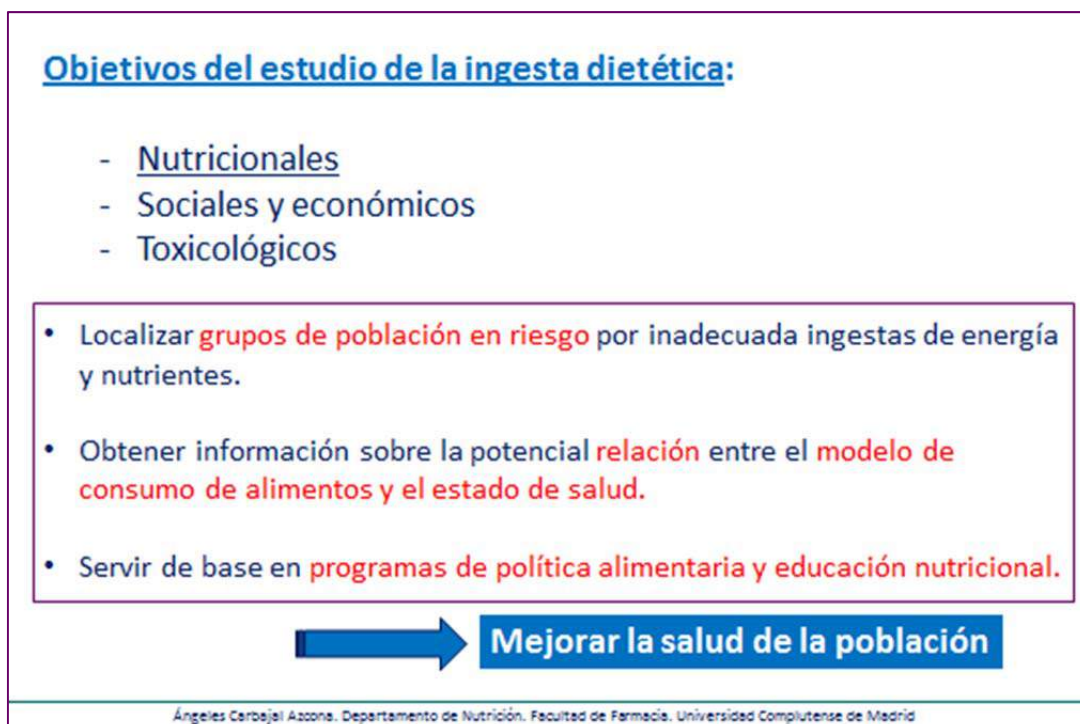 Objetivos del estudio de la ingesta dietética:
- Nutricionales
- Sociales y económicos
- Toxicológicos
• Localizar grupos de población en riesgo por inadecuada ingestas de energía
y nutrientes.
• Obtener información sobre la potencial relación entre el modelo de
consumo de alimentos y el estado de salud.
• Servir de base en programas de política alimentaria y educación nutricional.
Mejorar la salud de la población
Ángeles Carbajal Azcona. Departamento de Nutrición. Facultad de Farmacia. Universidad Complutense de Madrid